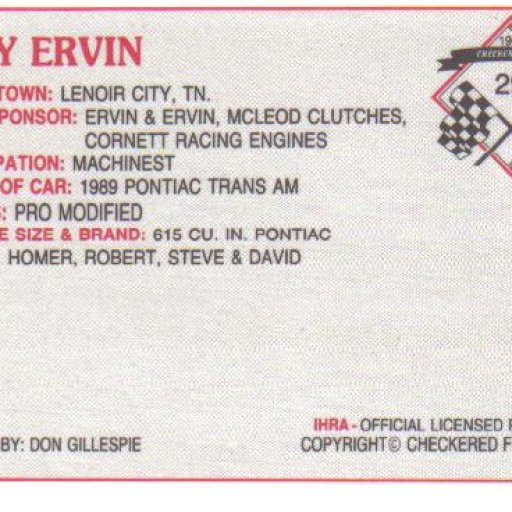 Y ERVIN
TOWN: LENOIR CITY, TN.
PONSOR: ERVIN & ERVIN, MCLEOD CLUTCHES,
CORNETT RACING ENGINES
PATION: MACHINEST
OF CAR: 1989 PONTIAC TRANS AM
: PRO MODIFIED
E SIZE & BRAND: 615 CU. IN. PONTIAC
HOMER, ROBERT, STEVE & DAVID
BY: DON GILLESPIE
IHRA - OFFICIAL LICENSED
COPYRIGHT© CHECKERED F